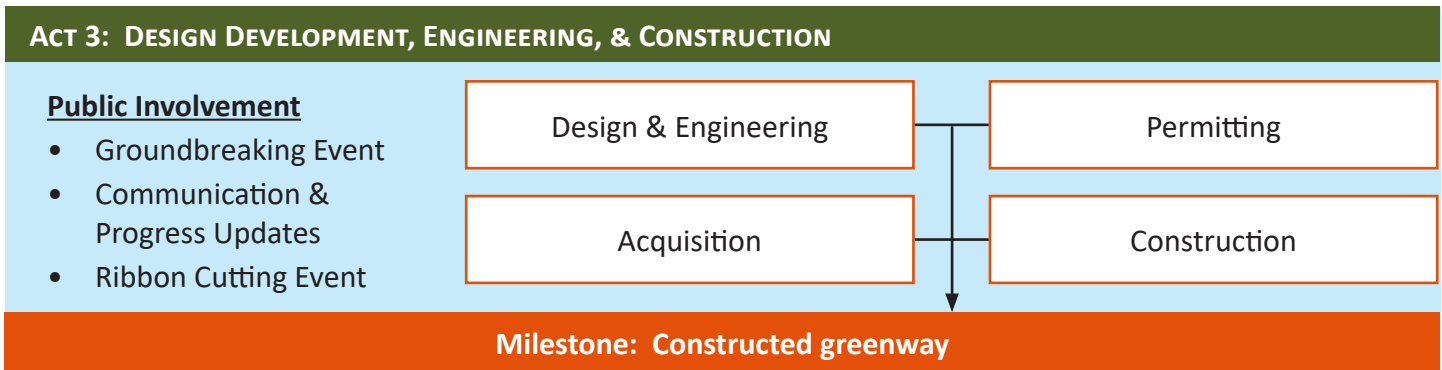 ACT 3: DESIGN DEVELOPMENT, ENGINEERING, & CONSTRUCTION
Public Involvement
• Groundbreaking Event
• Communication &
Progress Updates
• Ribbon Cutting Event
Design & Engineering
Permitting
Acquisition
Construction
Milestone: Constructed greenway